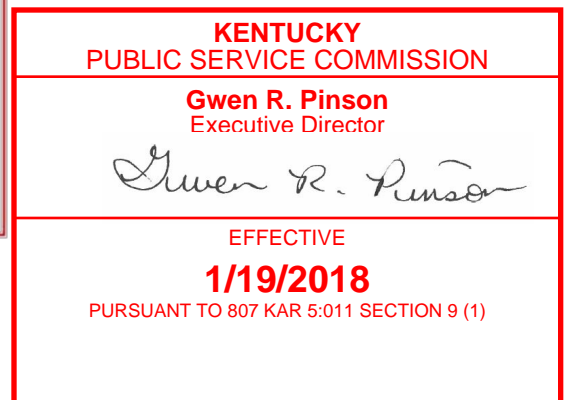 KENTUCKY
PUBLIC SERVICE COMMISSION
Gwen R. Pinson
Executive Director
Gwen R. Pinson
EFFECTIVE
1/19/2018
PURSUANT TO 807 KAR 5:011 SECTION 9 (1)